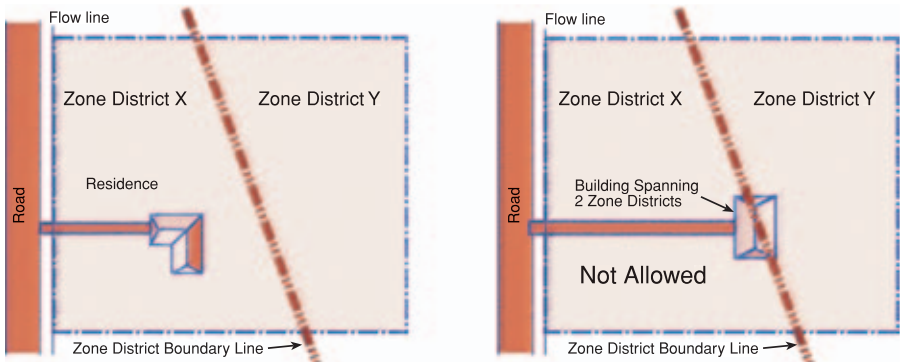 Flow line
Zone District X
Zone District Y
Residence
Road
Zone District Boundary Line
Flow line
Zone District X
Zone District Y
Building Spanning
2 Zone Districts
Road
Not Allowed
Zone District Boundary Line